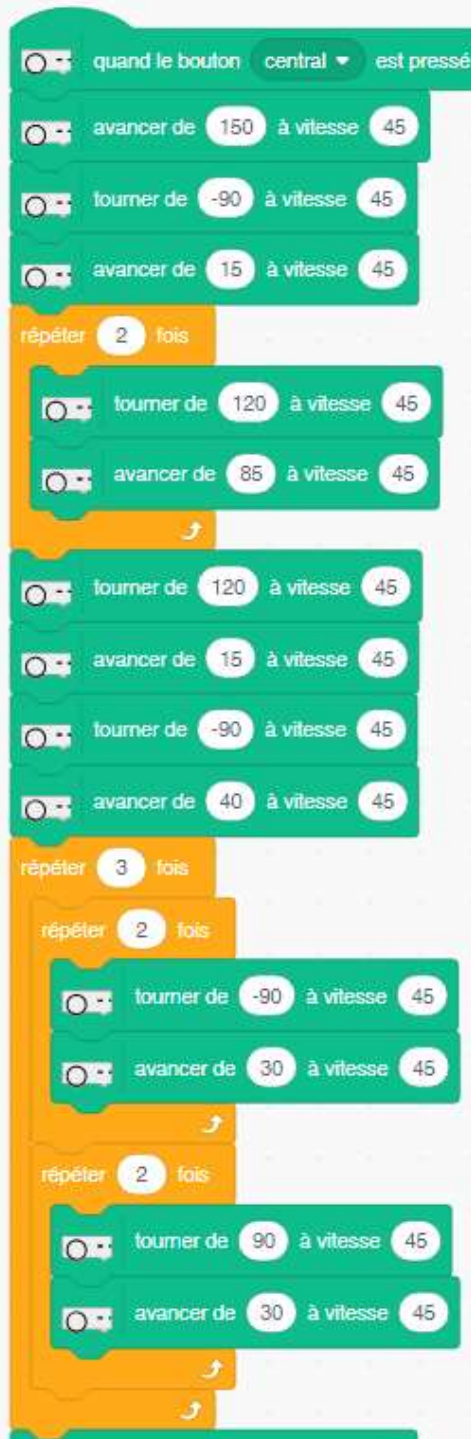 quand le bouton central est pressé
avancer de 150 à vitesse 45
tourner de -90 à vitesse 45
avancer de 15 à vitesse 45
répéter 2 fois
tourner de 120 à vitesse 45
avancer de 85 à vitesse 45
tourner de 120 à vitesse 45
avancer de 15 à vitesse 45
tourner de -90 à vitesse 45
avancer de 40 à vitesse 45
répéter 3 fois
répéter 2 fois
tourner de -90 à vitesse 45
avancer de 30 à vitesse 45
répéter 2 fois
tourner de 90 à vitesse 45
avancer de 30 à vitesse 45